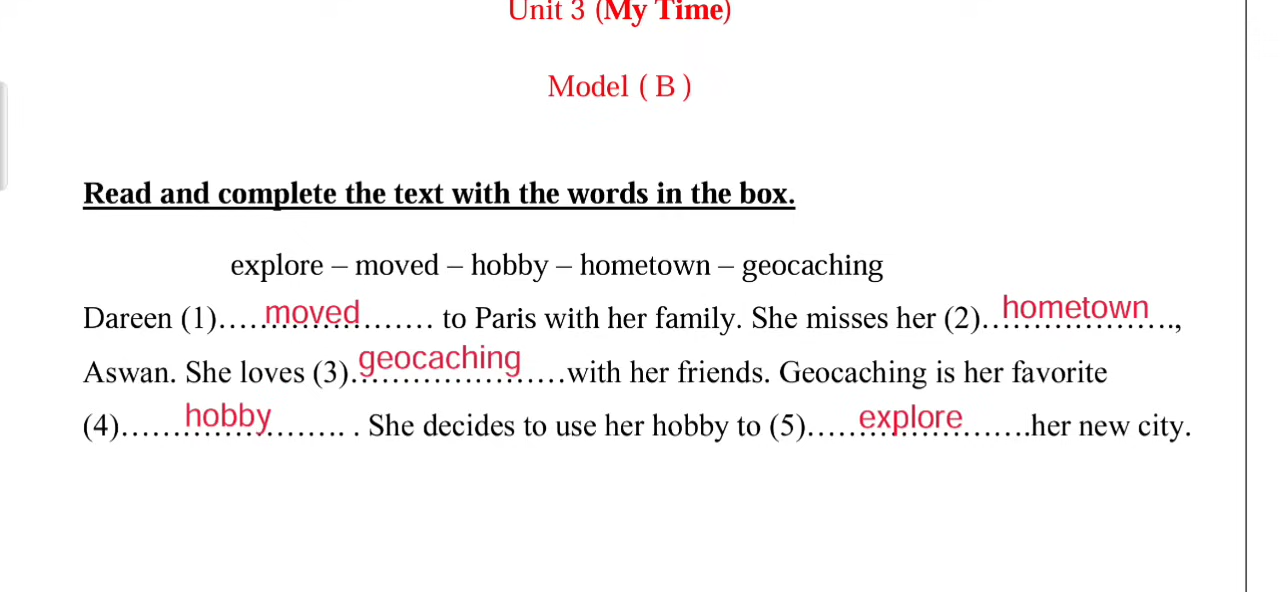 Unit 3 (My Time)
Model ( B )
Read and complete the text with the words in the box.
explore – moved – hobby – hometown – geocaching
Dareen (1)....moved....... to Paris with her family. She misses her (2)..hometown...,
Aswan. She loves (3).geocaching.....with her friends. Geocaching is her favorite
(4)......hobby....... . She decides to use her hobby to (5).....explore.......her new city.